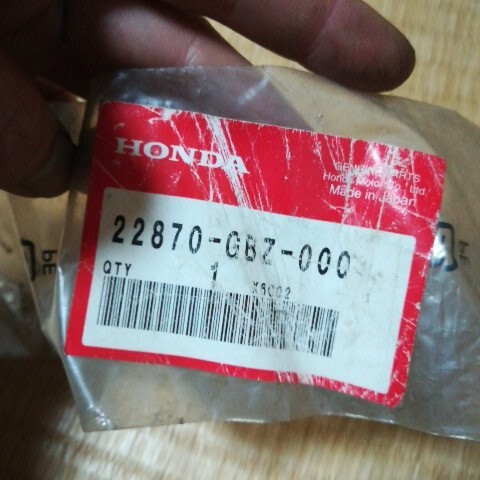 HONDA
GENUINE PARTS
Honda Motor Co., Ltd.
Made in Japan
22870-GBZ-000
QTY 1